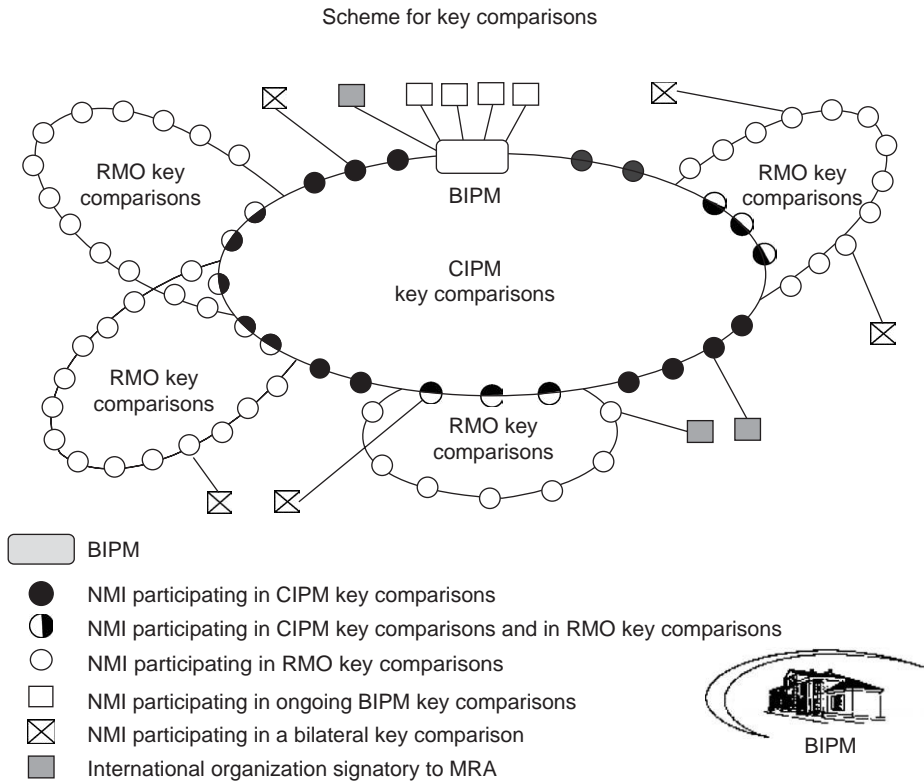 Scheme for key comparisons
RMO key
comparisons
BIPM
RMO key
comparisons
CIPM
key comparisons
RMO key
comparisons
RMO key
comparisons
BIPM
NMI participating in CIPM key comparisons
NMI participating in CIPM key comparisons and in RMO key comparisons
NMI participating in RMO key comparisons
NMI participating in ongoing BIPM key comparisons
NMI participating in a bilateral key comparison
International organization signatory to MRA
BIPM